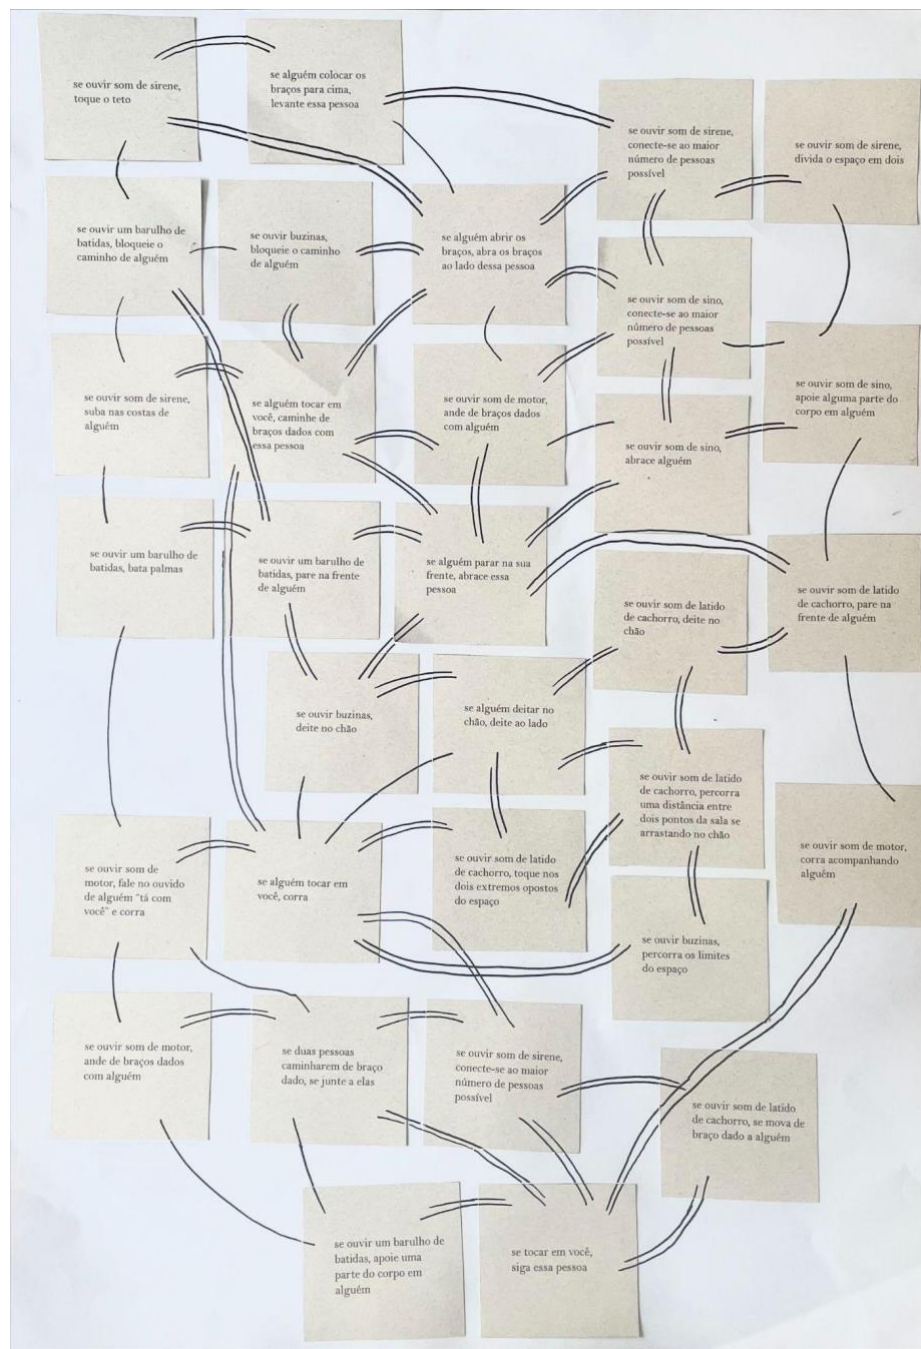 se ouvir som de sirene,
toque o teto
se alguém colocar os
braços para cima,
levante essa pessoa
se ouvir som de sirene,
conecte-se ao maior
número de pessoas
possível
se ouvir som de sirene,
divida o espaço em dois
se ouvir um barulho de
batidas, bloqueie o
caminho de alguém
se ouvir buzinas,
bloqueie o caminho
de alguém
se alguém abrir os
braços, abra os braços
ao lado dessa pessoa
se ouvir som de sino,
conecte-se ao maior
número de pessoas
possível
se ouvir som de sirene,
suba nas costas de
alguém
se alguém tocar em
você, caminhe de
braços dados com
essa pessoa
se ouvir som de motor,
ande de braços dados
com alguém
se ouvir som de sino,
abrace alguém
se ouvir som de sino,
apoie alguma parte do
corpo em alguém
se ouvir um barulho de
batidas, bata palmas
se ouvir um barulho de
batidas, pare na frente
de alguém
se alguém parar na sua
frente, abrace essa
pessoa
se ouvir som de latido
de cachorro, deite no
chão
se ouvir som de latido
de cachorro, pare na
frente de alguém
se ouvir buzinas,
deite no chão
se alguém deitar no
chão, deite ao lado
se ouvir som de latido
de cachorro, percorra
uma distância entre
dois pontos da sala se
arrastando no chão
se ouvir som de
motor, fale no ouvido
de alguém "tá com
você" e corra
se alguém tocar em
você, corra
se ouvir som de latido
de cachorro, toque nos
dois extremos opostos
do espaço
se ouvir som de motor,
corra acompanhando
alguém
se ouvir buzinas,
percorra os limites
do espaço
se ouvir som de motor,
ande de braços dados
com alguém
se duas pessoas
caminharem de braço
dado, se junte a elas
se ouvir som de sirene,
conecte-se ao maior
número de pessoas
possível
se ouvir som de latido
de cachorro, se mova de
braço dado a alguém
se ouvir um barulho de
batidas, apoie uma
parte do corpo em
alguém
se tocar em você,
siga essa pessoa